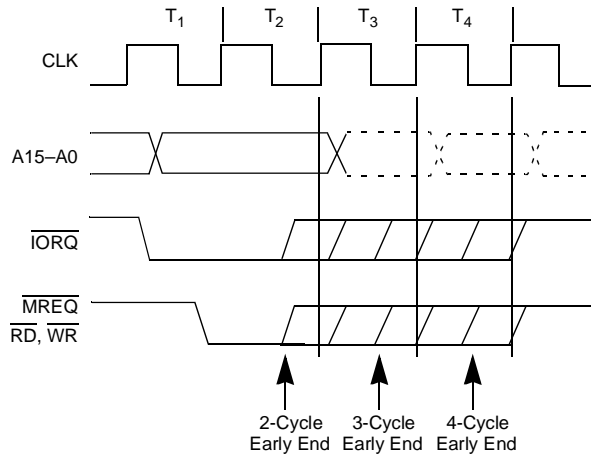 T₁ T₂ T₃ T₄
CLK
A15–A0
IORQ
MREQ
RD, WR
2-Cycle 3-Cycle 4-Cycle
Early End Early End Early End